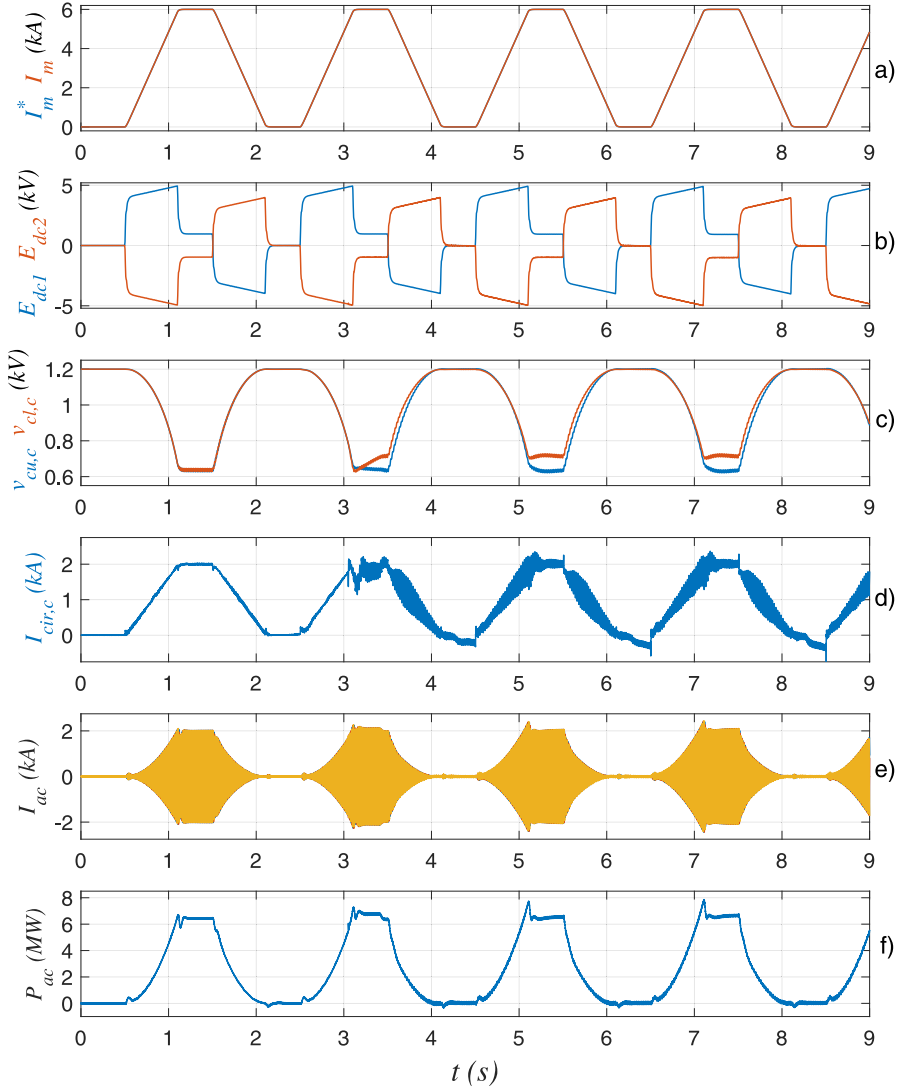 I*m Im (kA)
6
4
2
0
a)
0 1 2 3 4 5 6 7 8 9
Edc1 Edc2 (kV)
5
0
-5
b)
0 1 2 3 4 5 6 7 8 9
vcu,c vcl,c (kV)
1.2
1
0.8
0.6
c)
0 1 2 3 4 5 6 7 8 9
Icir,c (kA)
2
1
0
d)
0 1 2 3 4 5 6 7 8 9
Iac (kA)
2
0
-2
e)
0 1 2 3 4 5 6 7 8 9
Pac (MW)
8
6
4
2
0
f)
0 1 2 3 4 5 6 7 8 9
t (s)